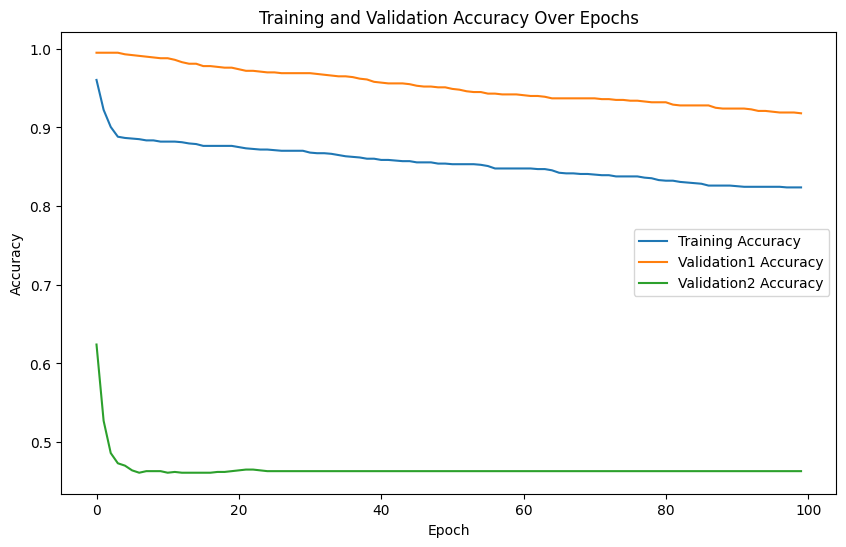 Training and Validation Accuracy Over Epochs
1.0
0.9
0.8
0.7
0.6
0.5
Accuracy
Training Accuracy
Validation1 Accuracy
Validation2 Accuracy
0 20 40 60 80 100
Epoch